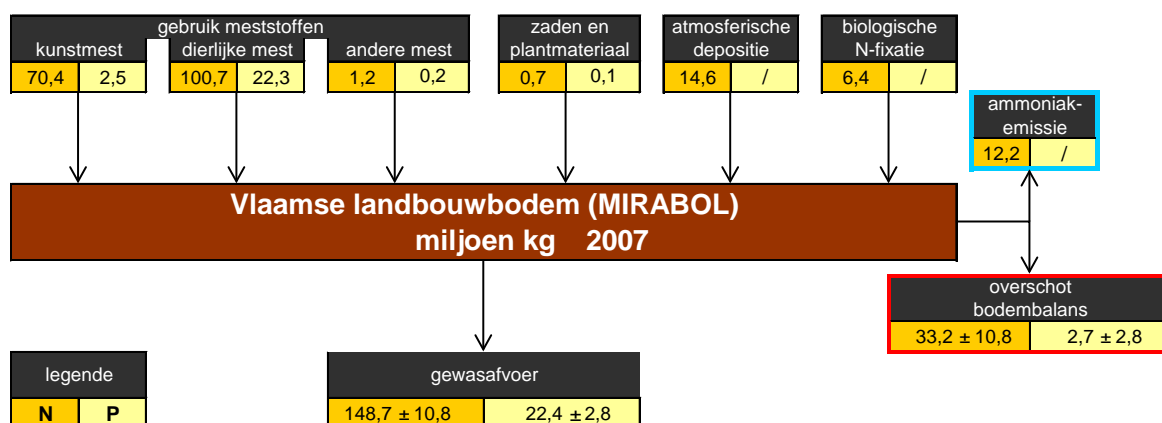 gebruik meststoffen
kunstmest dierlijke mest andere mest
zaden en
plantmateriaal
atmosferische
depositie
biologische
N-fixatie
70,4 2,5 100,7 22,3 1,2 0,2 0,7 0,1 14,6 / 6,4 /
ammoniak-
emissie
12,2 /
Vlaamse landbouwbodem (MIRABOL)
miljoen kg 2007
overschot
bodembalans
33,2 ± 10,8 2,7 ± 2,8
legende
N P
gewasafvoer
148,7 ± 10,8 22,4 ± 2,8